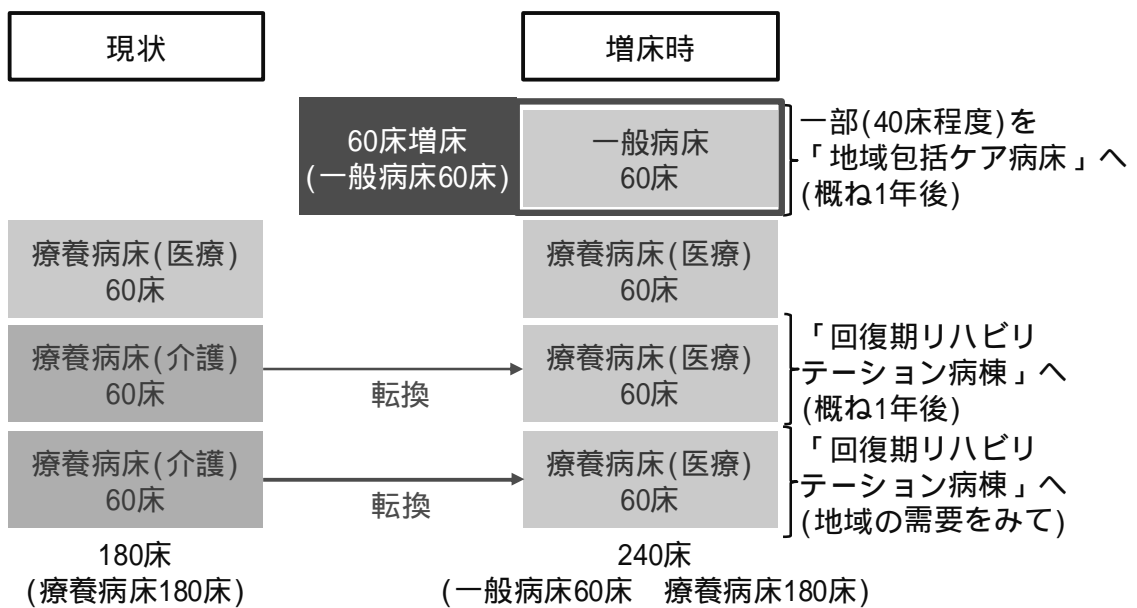 現状
増床時
60床増床
(一般病床60床)
一般病床
60床
一部(40床程度)を
「地域包括ケア病床」へ
(概ね1年後)
療養病床(医療)
60床
療養病床(医療)
60床
療養病床(介護)
60床
転換
療養病床(医療)
60床
「回復期リハビリ
テーション病棟」へ
(概ね1年後)
療養病床(介護)
60床
転換
療養病床(医療)
60床
「回復期リハビリ
テーション病棟」へ
(地域の需要をみて)
180床
(療養病床180床)
240床
(一般病床60床　療養病床180床)